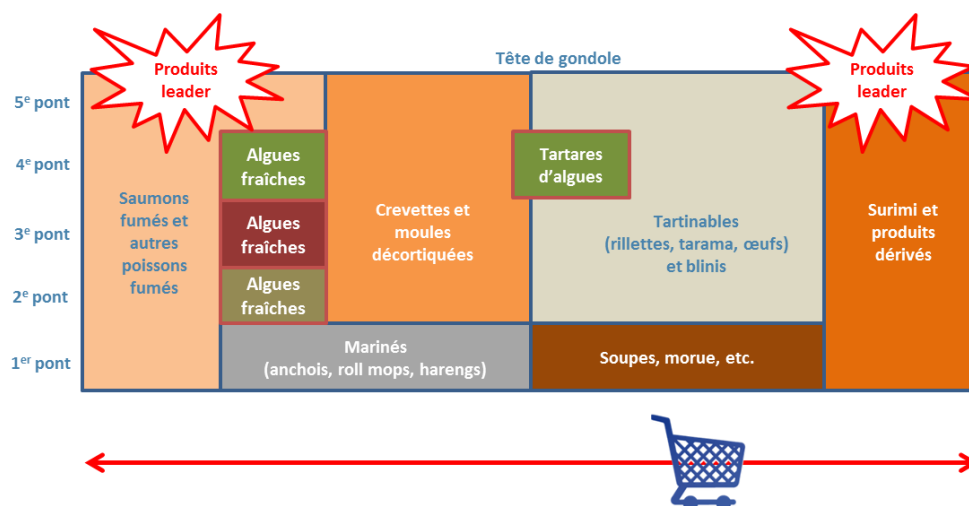 Tête de gondole
Produits
leader
Produits
leader
5e pont
4e pont
3e pont
2e pont
1er pont
Saumons
fumés et
autres
poissons
fumés
Algues
fraîches
Algues
fraîches
Algues
fraîches
Crevettes et
moules
décortiquées
Tartares
d’algues
Tartinables
(rillettes, tarama, œufs)
et blinis
Surimi et
produits
dérivés
Marinés
(anchois, roll mops, harengs)
Soupes, morue, etc.